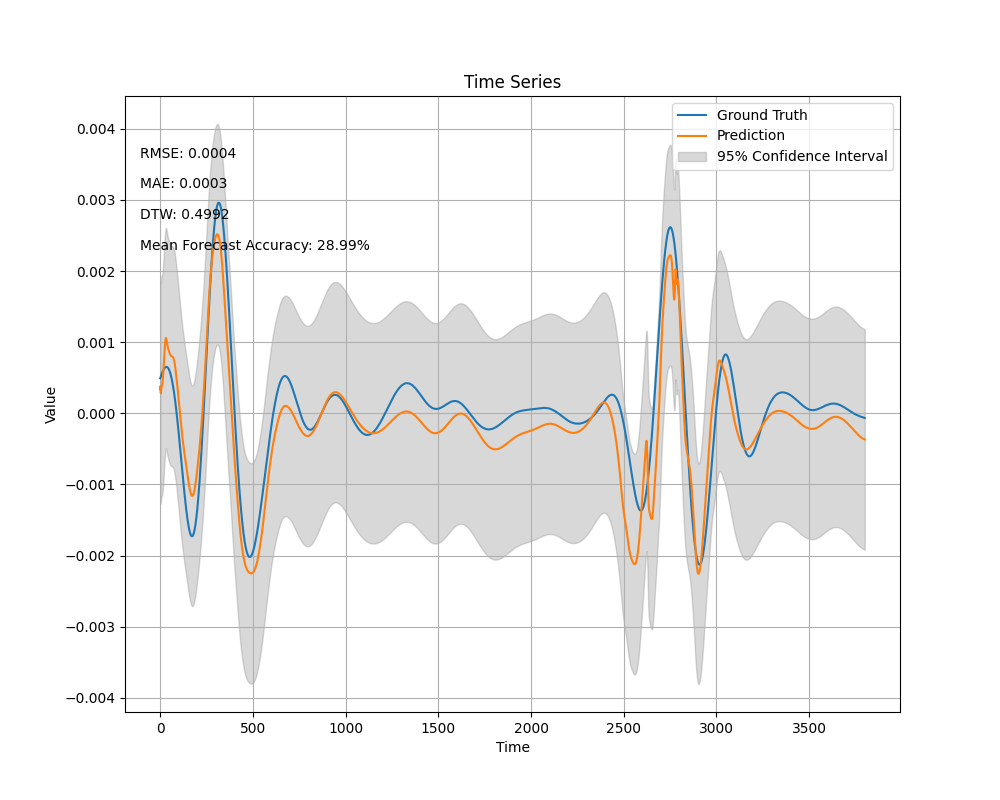 Time Series
Ground Truth
Prediction
95% Confidence Interval
RMSE: 0.0004
MAE: 0.0003
DTW: 0.4992
Mean Forecast Accuracy: 28.99%
0.004
0.003
0.002
0.001
0.000
−0.001
−0.002
−0.003
−0.004
Value
0 500 1000 1500 2000 2500 3000 3500
Time